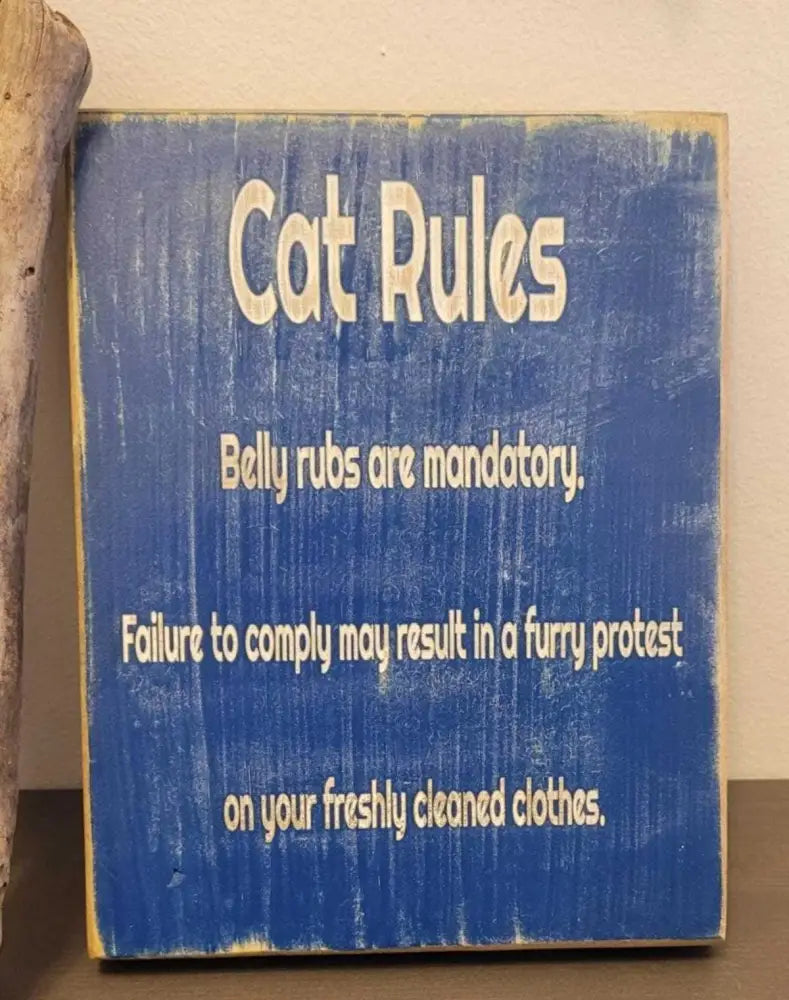 Cat Rules
Belly rubs are mandatory.
Failure to comply may result in a furry protest
on your freshly cleaned clothes.